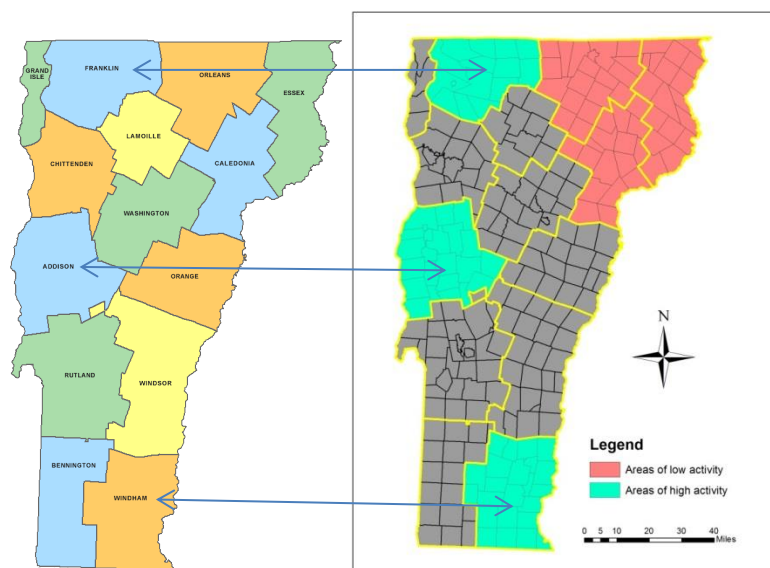 GRAND
ISLE
FRANKLIN
ORLEANS
ESSEX
LAMOILLE
CHITTENDEN
CALEDONIA
WASHINGTON
ADDISON
ORANGE
RUTLAND
WINDSOR
BENNINGTON
WINDHAM
N
Legend
Areas of low activity
Areas of high activity
0 5 10 20 30 40
Miles